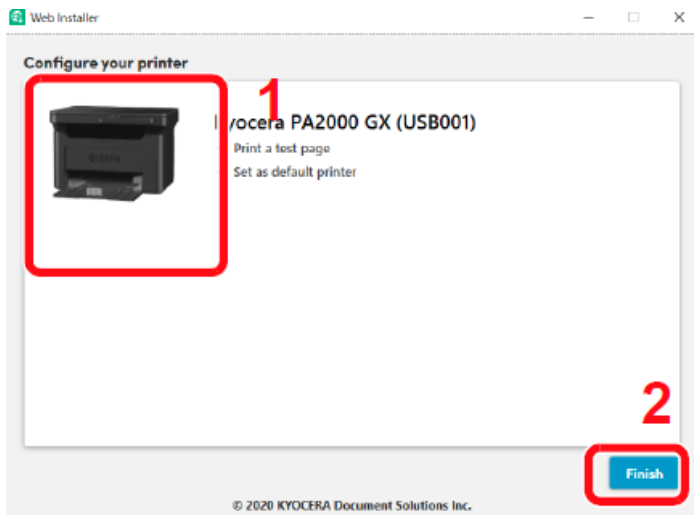 Web Installer
Configure your printer
1
yocera PA2000 GX (USB001)
Print a test page
Set as default printer
2
Finish
© 2020 KYOCERA Document Solutions Inc.